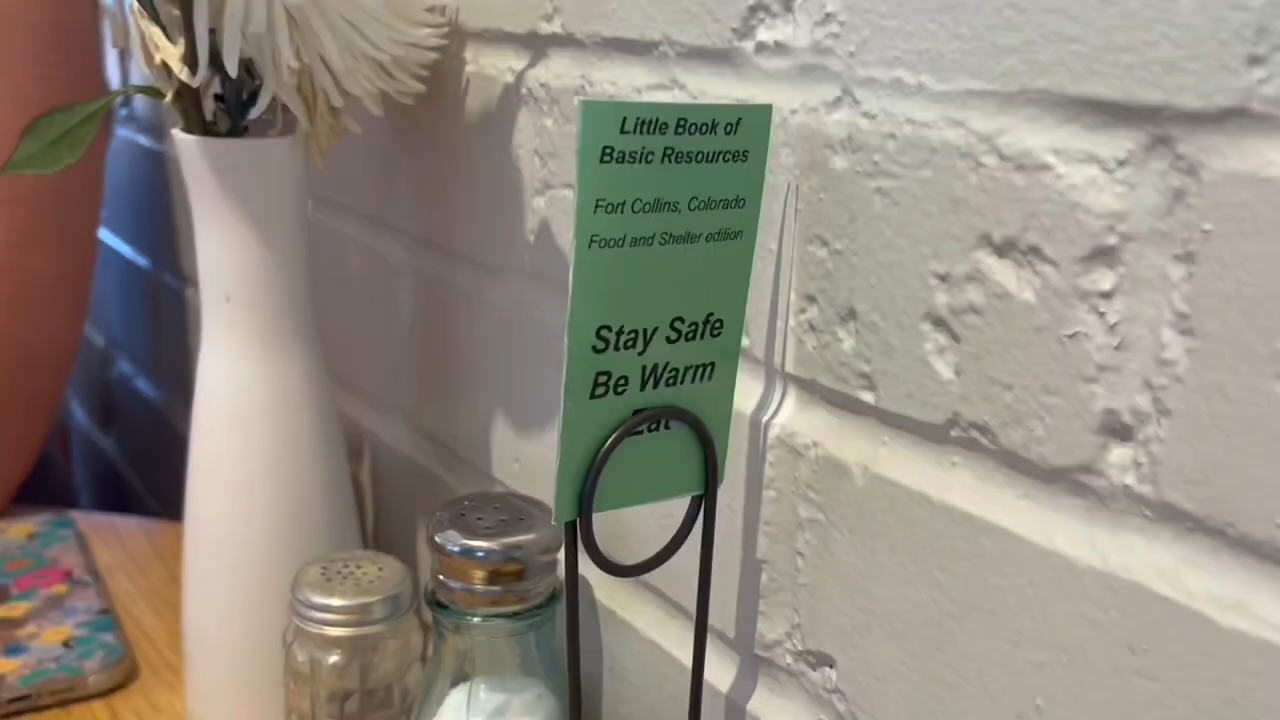 Little Book of
Basic Resources
Fort Collins, Colorado
Food and Shelter edition
Stay Safe
Be Warm
Eat